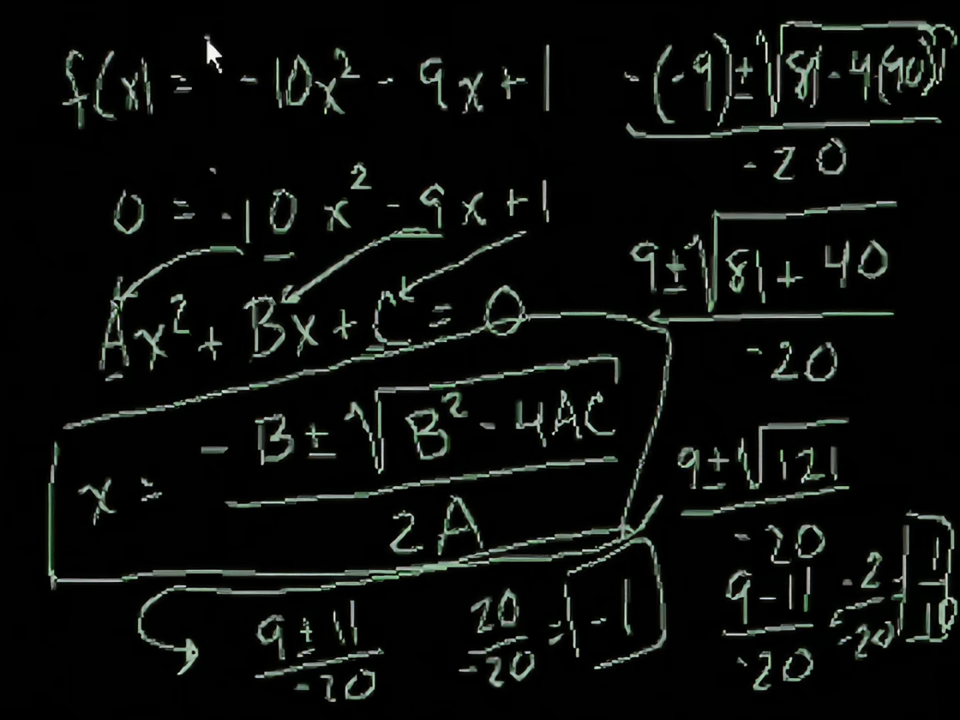 f(x) = -10x² - 9x + 1
0 = -10x² - 9x + 1
Ax² + Bx + C = 0
x = (-B ± √(B² - 4AC)) / 2A
9 ± 11 / -20
20 / -20 = -1
-(-9) ± √(81 - 4( / -20
9 ± √(81 + 40) / -20
9 ± √121 / -20
9 - 11 / -20
-2 / -20 = 1 / 10